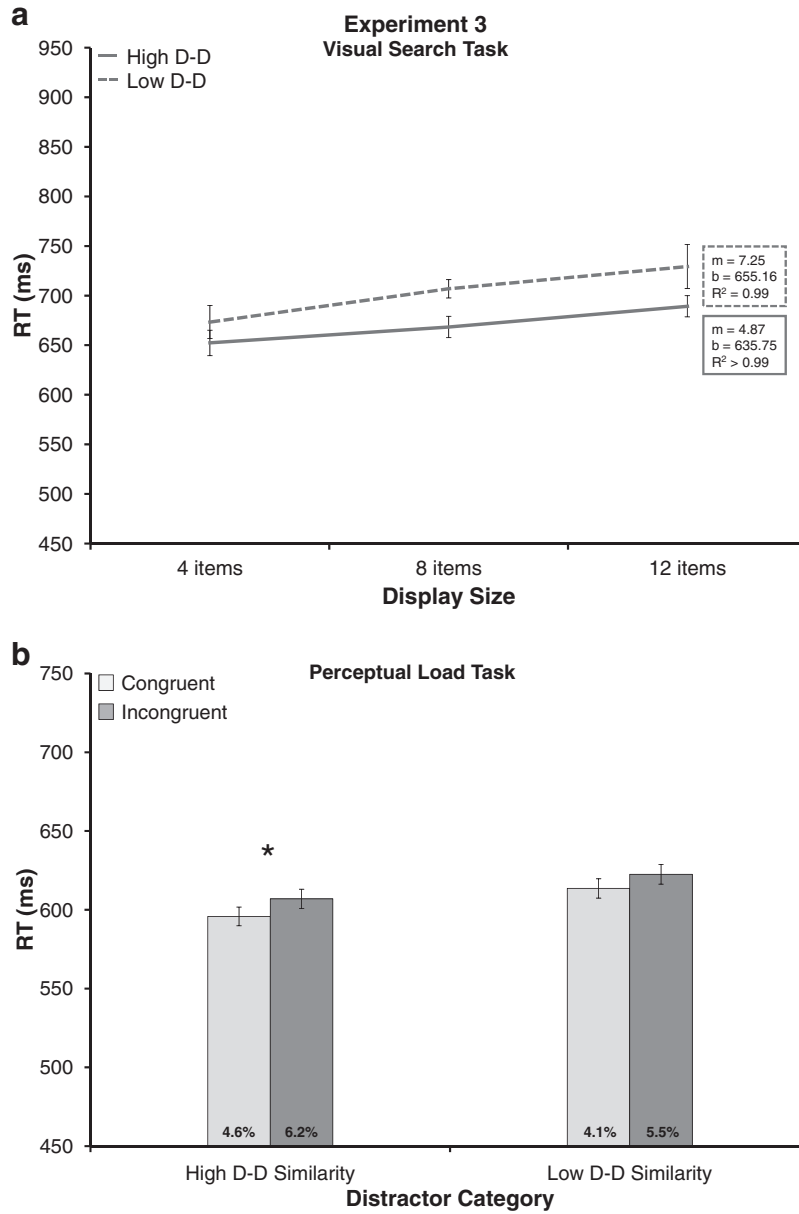 a
Experiment 3
Visual Search Task
High D-D
Low D-D
950
900
850
800
750
700
650
600
550
500
450
RT (ms)
m = 7.25
b = 655.16
R² = 0.99
m = 4.87
b = 635.75
R² > 0.99
4 items 8 items 12 items
Display Size
b
Perceptual Load Task
Congruent
Incongruent
750
700
650
600
550
500
450
RT (ms)
*
4.6% 6.2% 4.1% 5.5%
High D-D Similarity Low D-D Similarity
Distractor Category